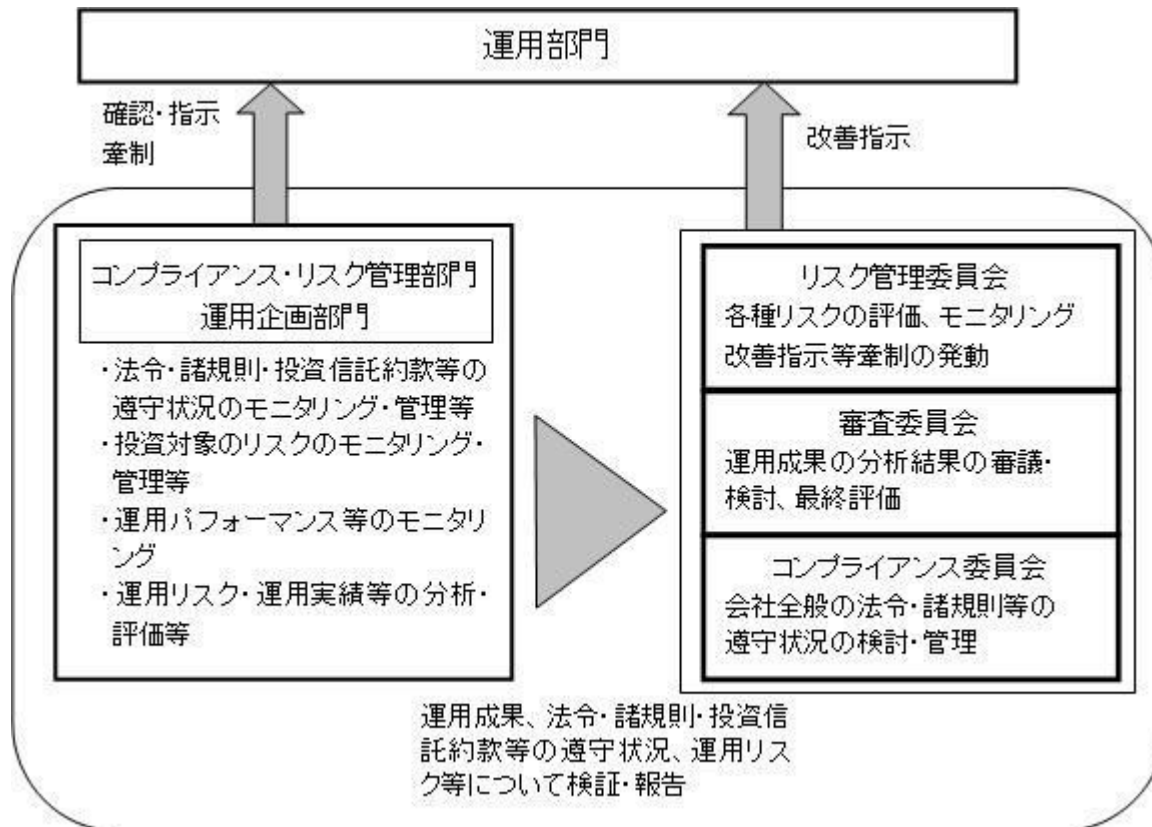 運用部門
確認・指示
牽制
改善指示
コンプライアンス・リスク管理部門
運用企画部門
・法令・諸規則・投資信託約款等の
遵守状況のモニタリング・管理等
・投資対象のリスクのモニタリング・
管理等
・運用パフォーマンス等のモニタリ
ング
・運用リスク・運用実績等の分析・
評価等
リスク管理委員会
各種リスクの評価、モニタリング
改善指示等牽制の発動
審査委員会
運用成果の分析結果の審議・
検討、最終評価
コンプライアンス委員会
会社全般の法令・諸規則等の
遵守状況の検討・管理
運用成果、法令・諸規則・投資信
託約款等の遵守状況、運用リス
ク等について検証・報告